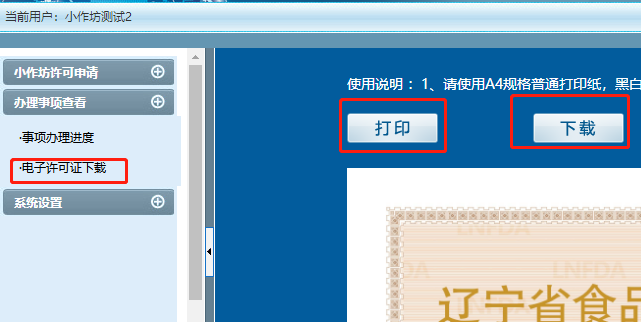 当前用户：小作坊测试2
小作坊许可申请
办理事项查看
·事项办理进度
·电子许可证下载
系统设置
使用说明：1、请使用A4规格普通打印纸，黑白
打印
下载
LNFDA
FDA
LNFDA
辽宁省食品